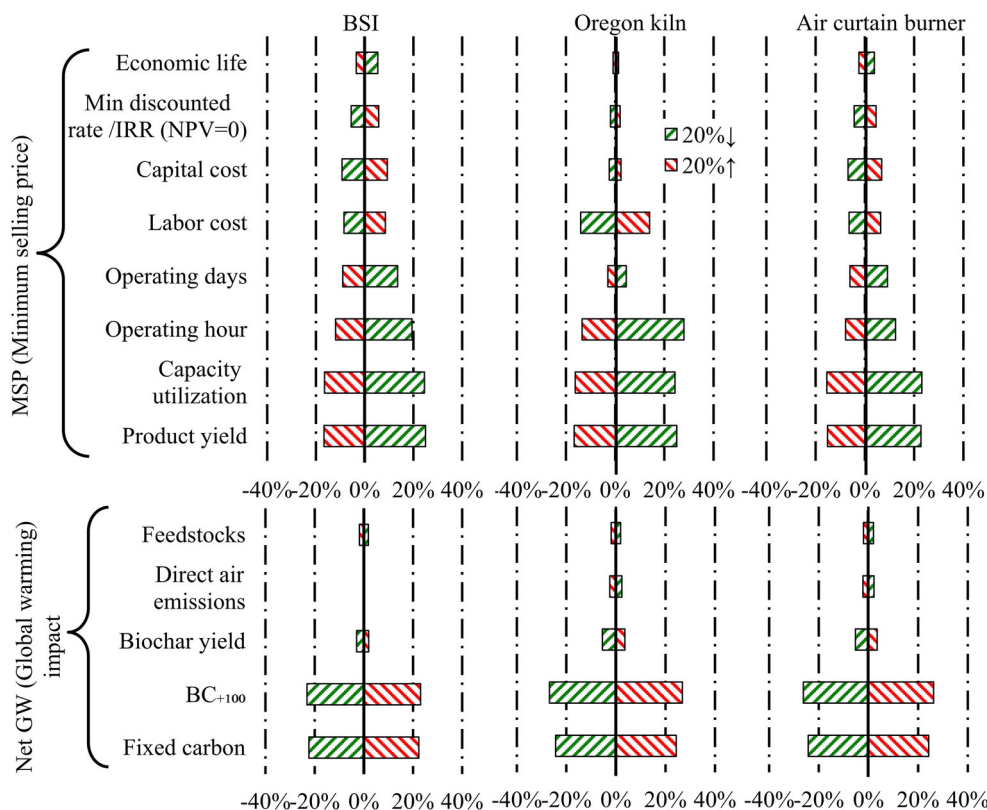 BSI Oregon kiln Air curtain burner
MSP (Minimum selling price)
Economic life
Min discounted
rate /IRR (NPV=0)
20%↓
Capital cost
20%↑
Labor cost
Operating days
Operating hour
Capacity
utilization
Product yield
-40% -20% 0% 20% 40% -40% -20% 0% 20% 40% -40% -20% 0% 20% 40%
Net GW (Global warming)
impact
Feedstocks
Direct air
emissions
Biochar yield
BC+100
Fixed carbon
-40% -20% 0% 20% 40% -40% -20% 0% 20% 40% -40% -20% 0% 20% 40%